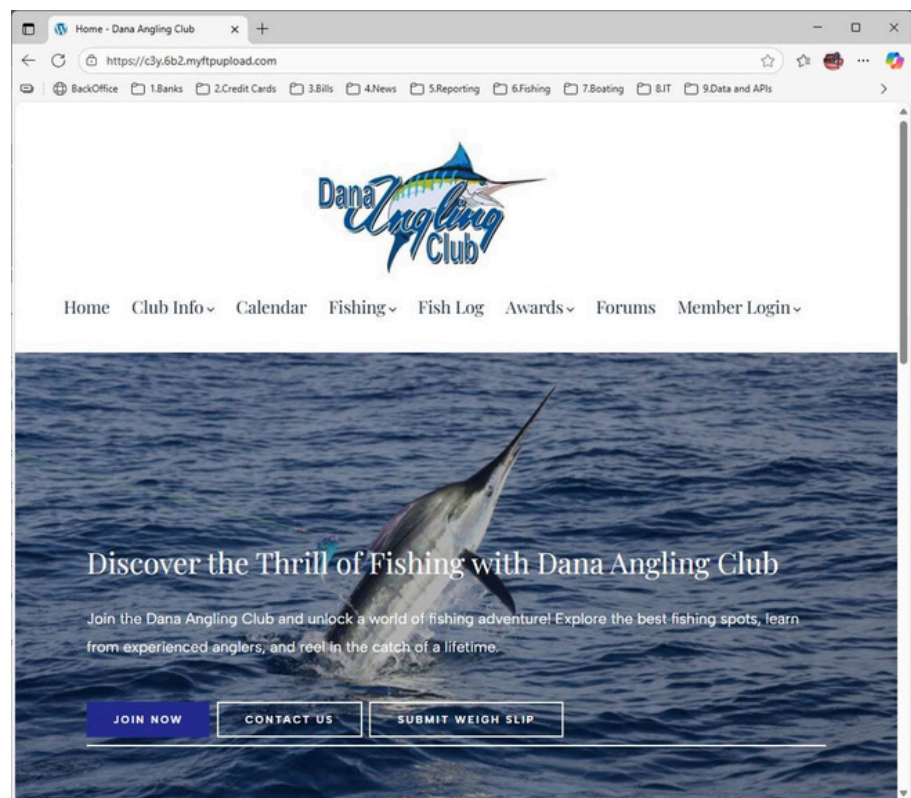 Home - Dana Angling Club
https://c3y.6b2.myftpupload.com
BackOffice 1.Banks 2.Credit Cards 3.Bills 4.News 5.Reporting 6.Fishing 7.Boating 8.IT 9.Data and APIs
Dana Angling Club
Home Club Info Calendar Fishing Fish Log Awards Forums Member Login
Discover the Thrill of Fishing with Dana Angling Club
Join the Dana Angling Club and unlock a world of fishing adventure! Explore the best fishing spots, learn
from experienced anglers, and reel in the catch of a lifetime.
JOIN NOW CONTACT US SUBMIT WEIGH SLIP